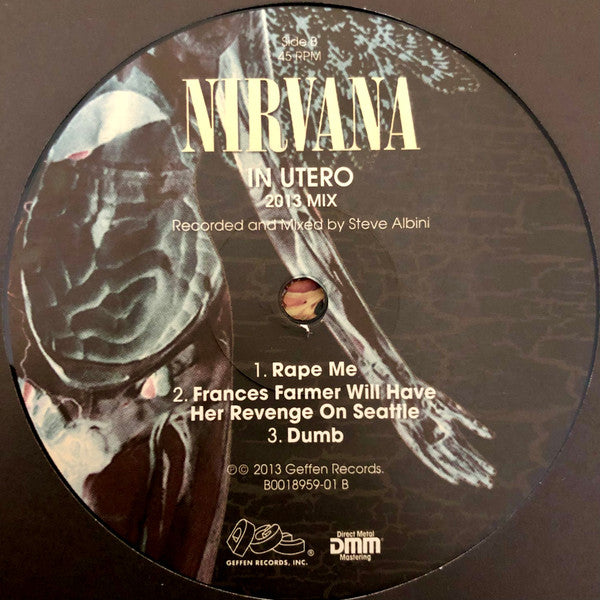 Side B
45 RPM
NIRVANA
IN UTERO
2013 MIX
Recorded and Mixed by Steve Albini
1. Rape Me
2. Frances Farmer Will Have
Her Revenge On Seattle
3. Dumb
℗© 2013 Geffen Records.
B0018959-01 B
GEFFEN RECORDS, INC.®
Direct Metal
DMM™
Mastering